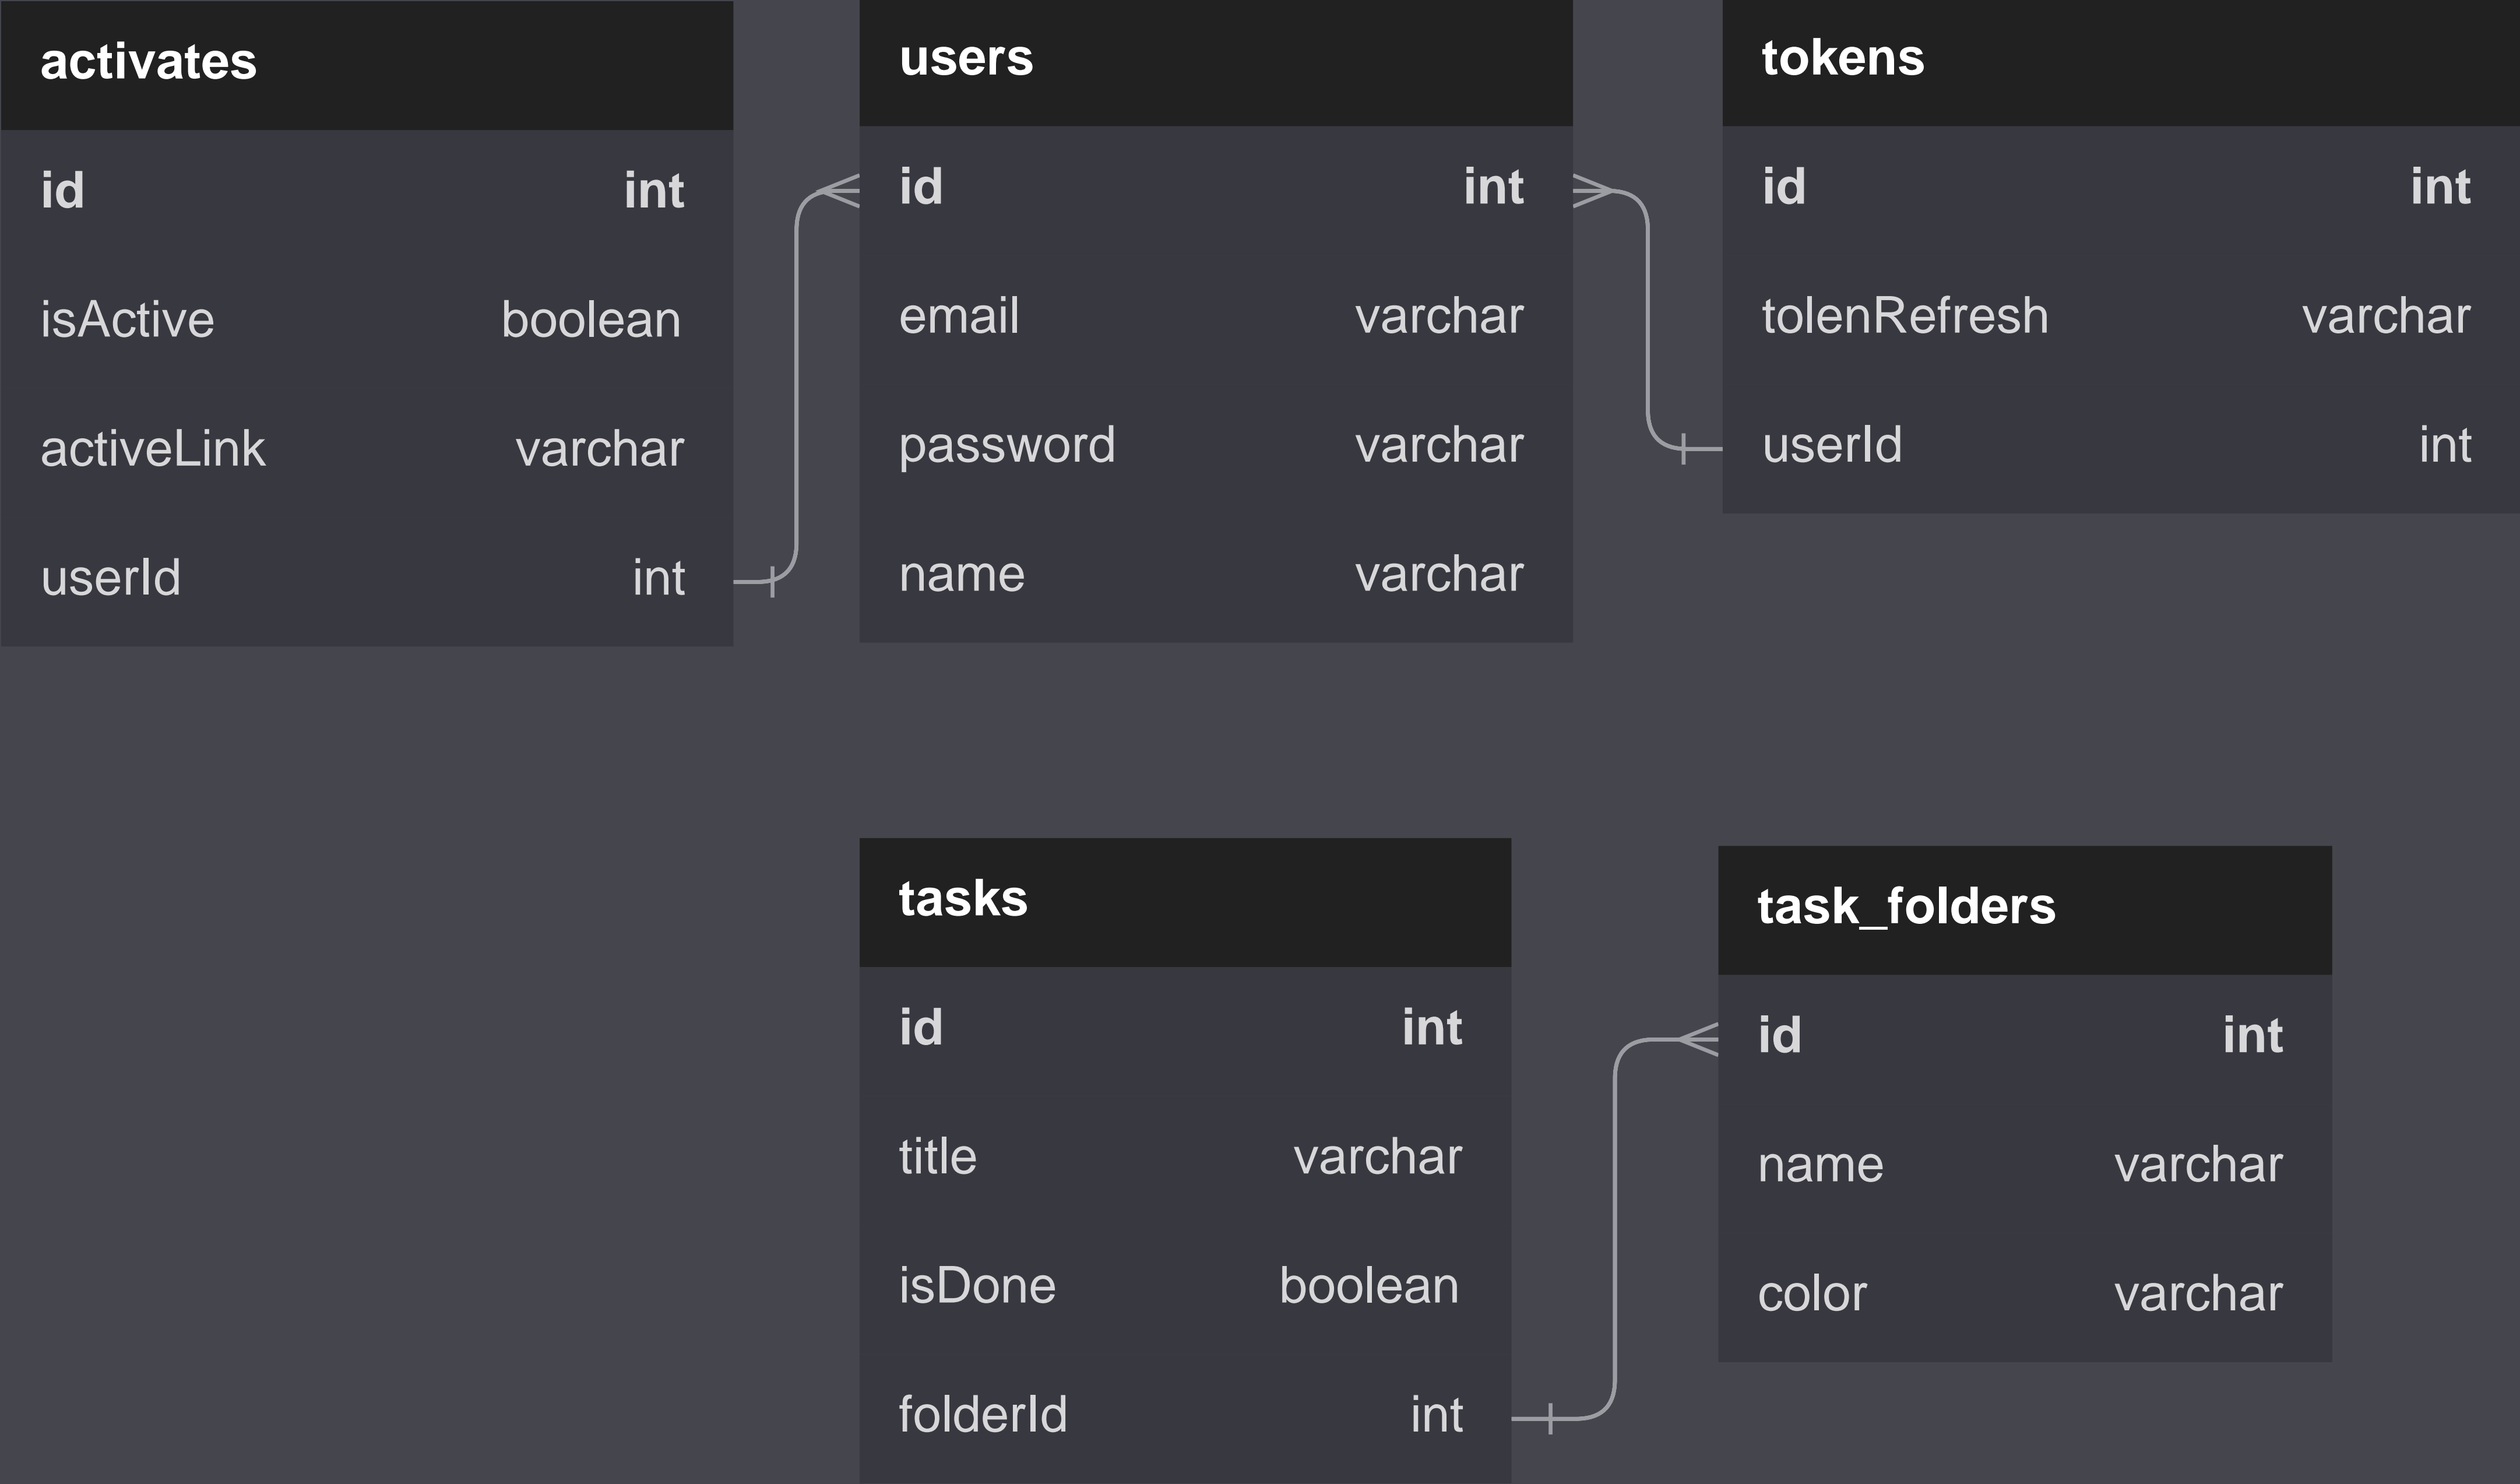 activates
id int
isActive boolean
activeLink varchar
userId int
users
id int
email varchar
password varchar
name varchar
tokens
id int
tolenRefresh varchar
userId int
tasks
id int
title varchar
isDone boolean
folderId int
task_folders
id int
name varchar
color varchar